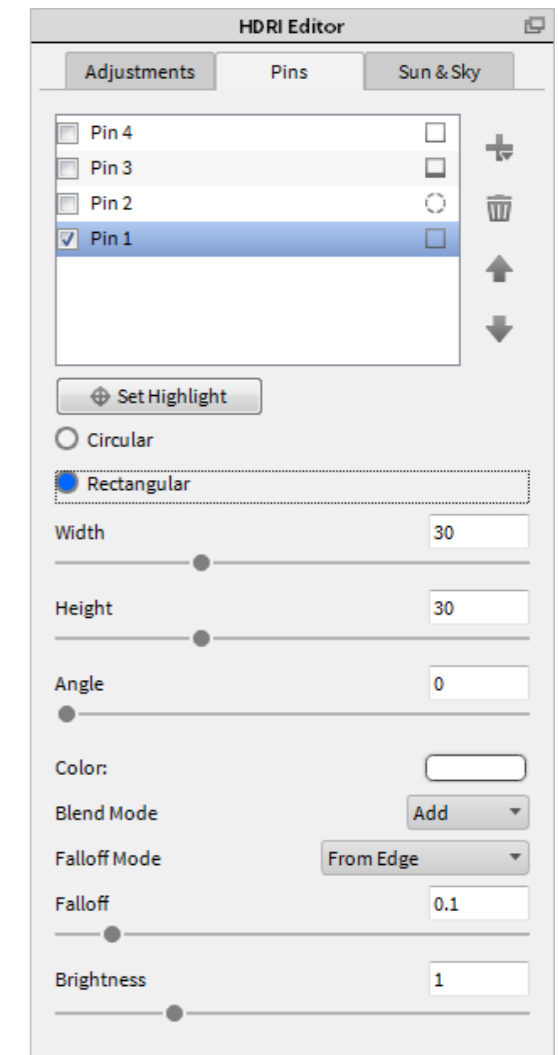 HDRI Editor
Adjustments Pins Sun & Sky
Pin 4
Pin 3
Pin 2
Pin 1
Set Highlight
Circular
Rectangular
Width 30
Height 30
Angle 0
Color:
Blend Mode Add
Falloff Mode From Edge
Falloff 0.1
Brightness 1